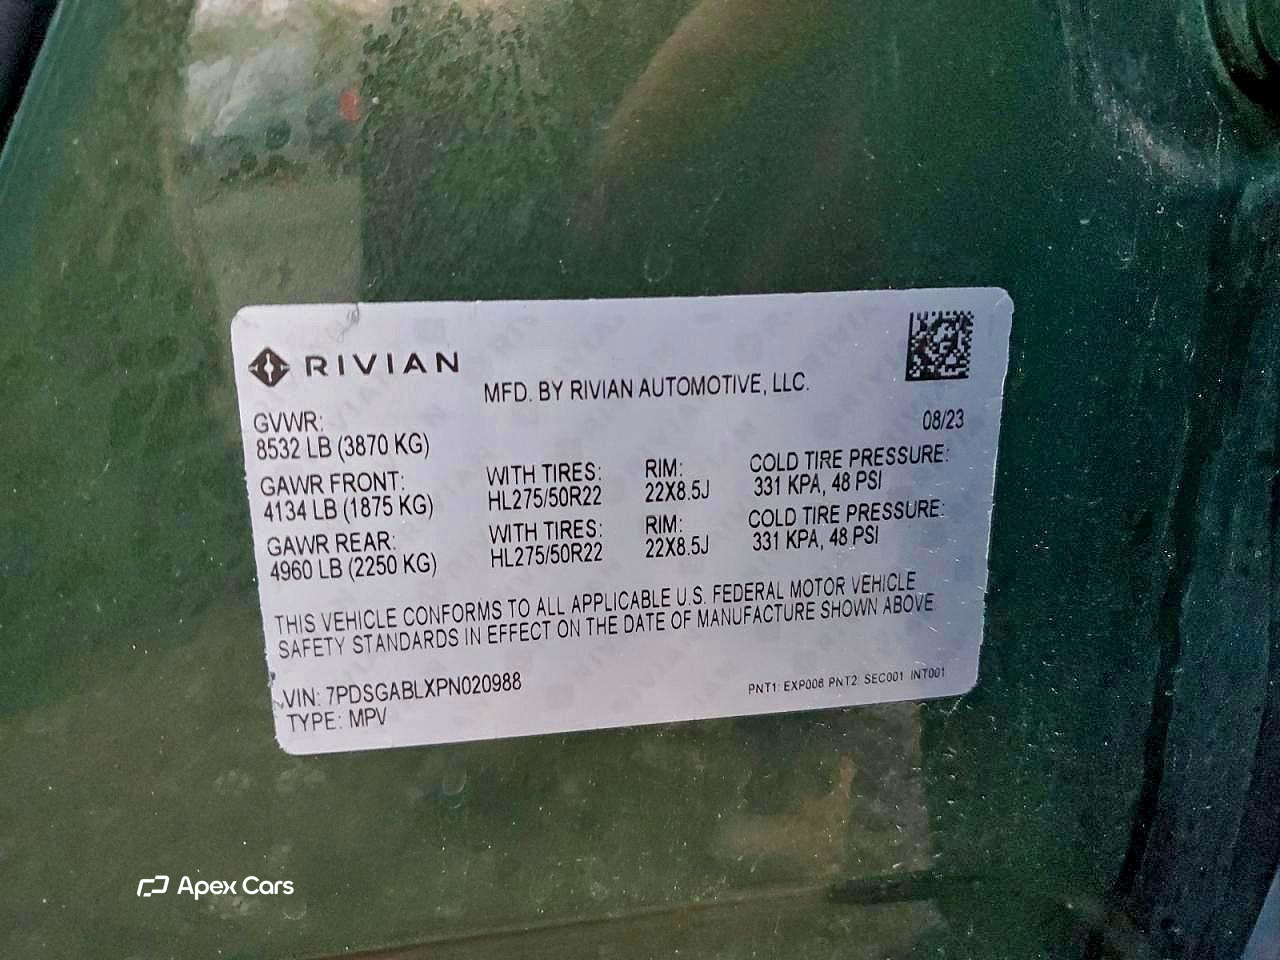 RIVIAN
MFD. BY RIVIAN AUTOMOTIVE, LLC.
08/23
GVWR:
8532 LB (3870 KG)
GAWR FRONT: WITH TIRES: RIM: COLD TIRE PRESSURE:
4134 LB (1875 KG) HL275/50R22 22X8.5J 331 KPA, 48 PSI
GAWR REAR: WITH TIRES: RIM: COLD TIRE PRESSURE:
4960 LB (2250 KG) HL275/50R22 22X8.5J 331 KPA, 48 PSI
THIS VEHICLE CONFORMS TO ALL APPLICABLE U.S. FEDERAL MOTOR VEHICLE
SAFETY STANDARDS IN EFFECT ON THE DATE OF MANUFACTURE SHOWN ABOVE
VIN: 7PDSGABLXPN020988
TYPE: MPV
PNT1: EXP006 PNT2: SEC001 INT001
Apex Cars